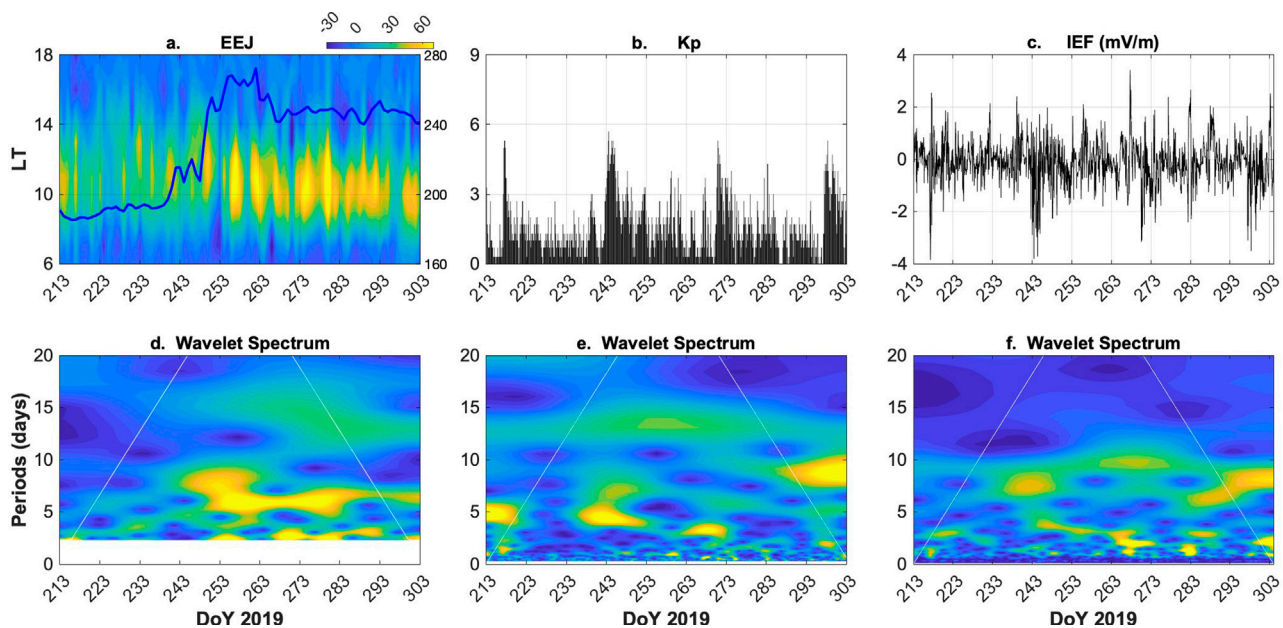 -30 0 30 60
a. EEJ
b. Kp
c. IEF (mV/m)
18
14
10
6
LT
280
240
200
160
9
6
3
0
4
2
0
-2
-4
213 223 233 243 253 263 273 283 293 303
213 223 233 243 253 263 273 283 293 303
213 223 233 243 253 263 273 283 293 303
d. Wavelet Spectrum
e. Wavelet Spectrum
f. Wavelet Spectrum
20
15
10
5
0
Periods (days)
20
15
10
5
0
20
15
10
5
0
213 223 233 243 253 263 273 283 293 303
213 223 233 243 253 263 273 283 293 303
213 223 233 243 253 263 273 283 293 303
DoY 2019
DoY 2019
DoY 2019